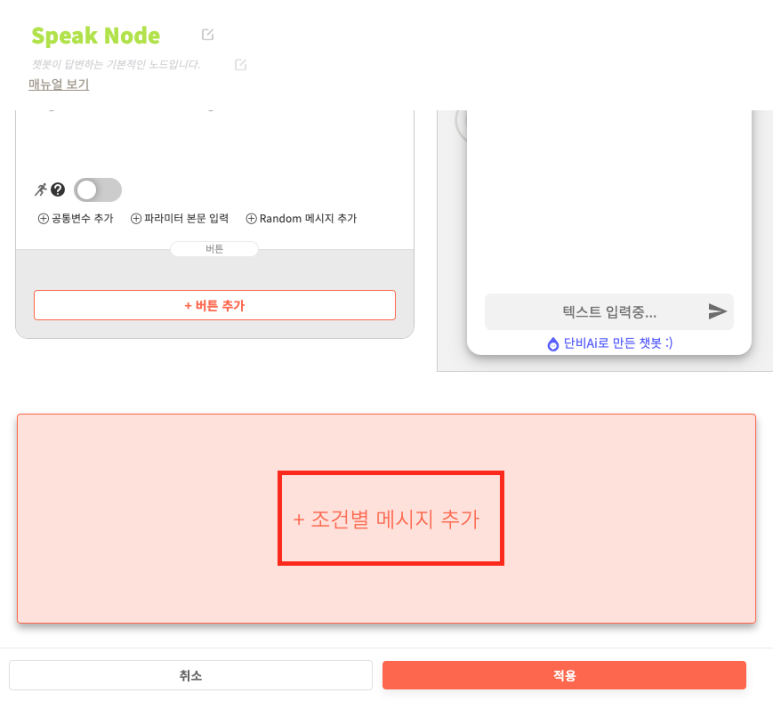 Speak Node
챗봇이 답변하는 기본적인 노드입니다.
매뉴얼 보기
공통변수 추가 파라미터 본문 입력 Random 메시지 추가
버튼
+ 버튼 추가
텍스트 입력중...
단비Ai로 만든 챗봇 :)
+ 조건별 메시지 추가
취소 적용